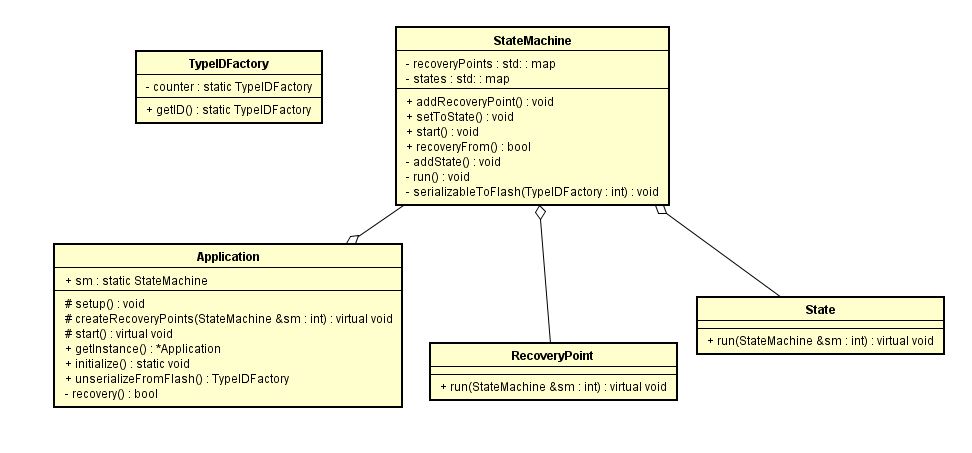 TypeIDFactory
- counter : static TypeIDFactory
+ getID() : static TypeIDFactory
StateMachine
- recoveryPoints : std: : map
- states : std: : map
+ addRecoveryPoint() : void
+ setToState() : void
+ start() : void
+ recoveryFrom() : bool
- addState() : void
- run() : void
- serializableToFlash(TypeIDFactory : int) : void
Application
+ sm : static StateMachine
# setup() : void
# createRecoveryPoints(StateMachine &sm : int) : virtual void
# start() : virtual void
+ getInstance() : *Application
+ initialize() : static void
+ unserializeFromFlash() : TypeIDFactory
- recovery() : bool
RecoveryPoint
+ run(StateMachine &sm : int) : virtual void
State
+ run(StateMachine &sm : int) : virtual void